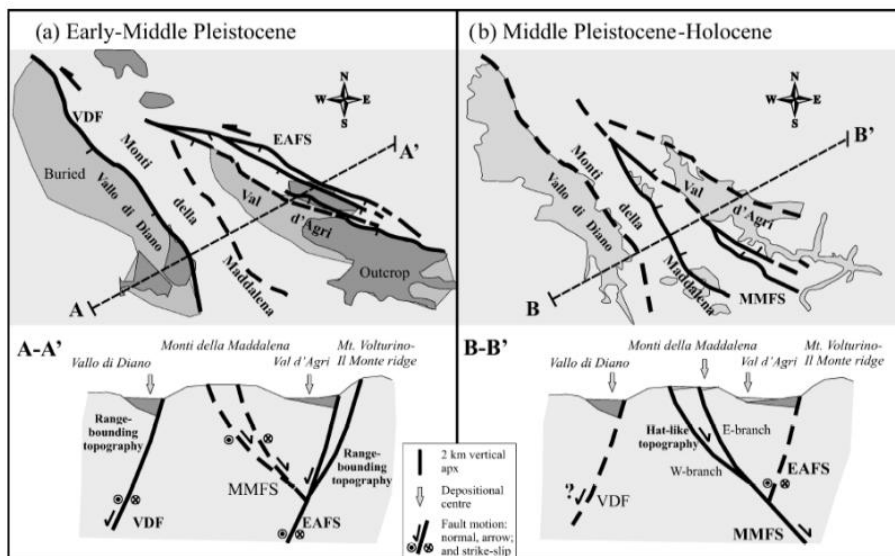 (a) Early-Middle Pleistocene
N
W E
S
VDF
EAFS
A'
Monti
della
Maddalena
Buried
Vallo di Diano
Val
d'Agri
Outcrop
A
(b) Middle Pleistocene-Holocene
N
W E
S
B'
Monti
della
Maddalena
Vallo di Diano
Val
d'Agri
MMFS
B
A-A'
Vallo di Diano
Monti della Maddalena
Val d'Agri
Mt. Volturino-
Il Monte ridge
Range-
bounding
topography
MMFS
Range-
bounding
topography
VDF
EAFS
2 km vertical
apx
Depositional
centre
Fault motion:
normal, arrow;
and strike-slip
B-B'
Vallo di Diano
Monti della Maddalena
Val d'Agri
Mt. Volturino-
Il Monte ridge
Hat-like
topography
E-branch
W-branch
?
VDF
EAFS
MMFS